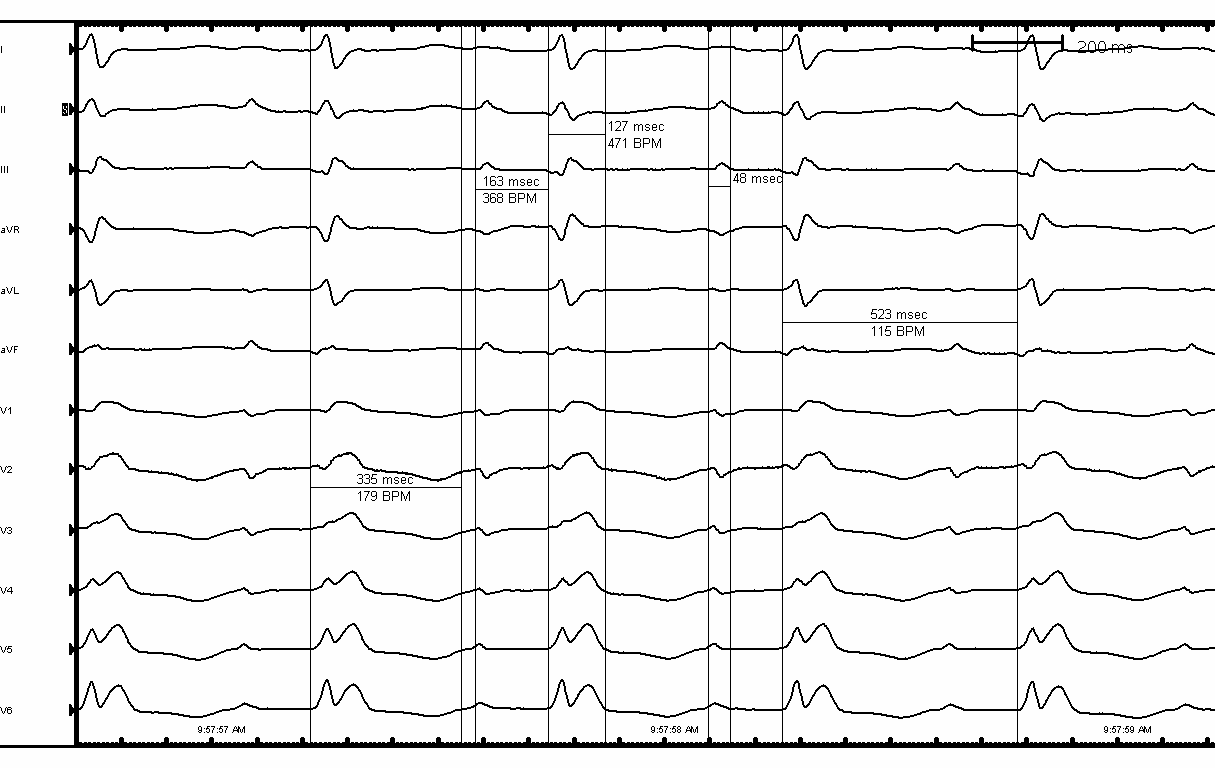 I
200 ms
II
S
127 msec
471 BPM
III
163 msec
368 BPM
48 msec
aVR
aVL
523 msec
115 BPM
aVF
V1
V2
335 msec
179 BPM
V3
V4
V5
V6
9:57:57 AM
9:57:58 AM
9:57:59 AM